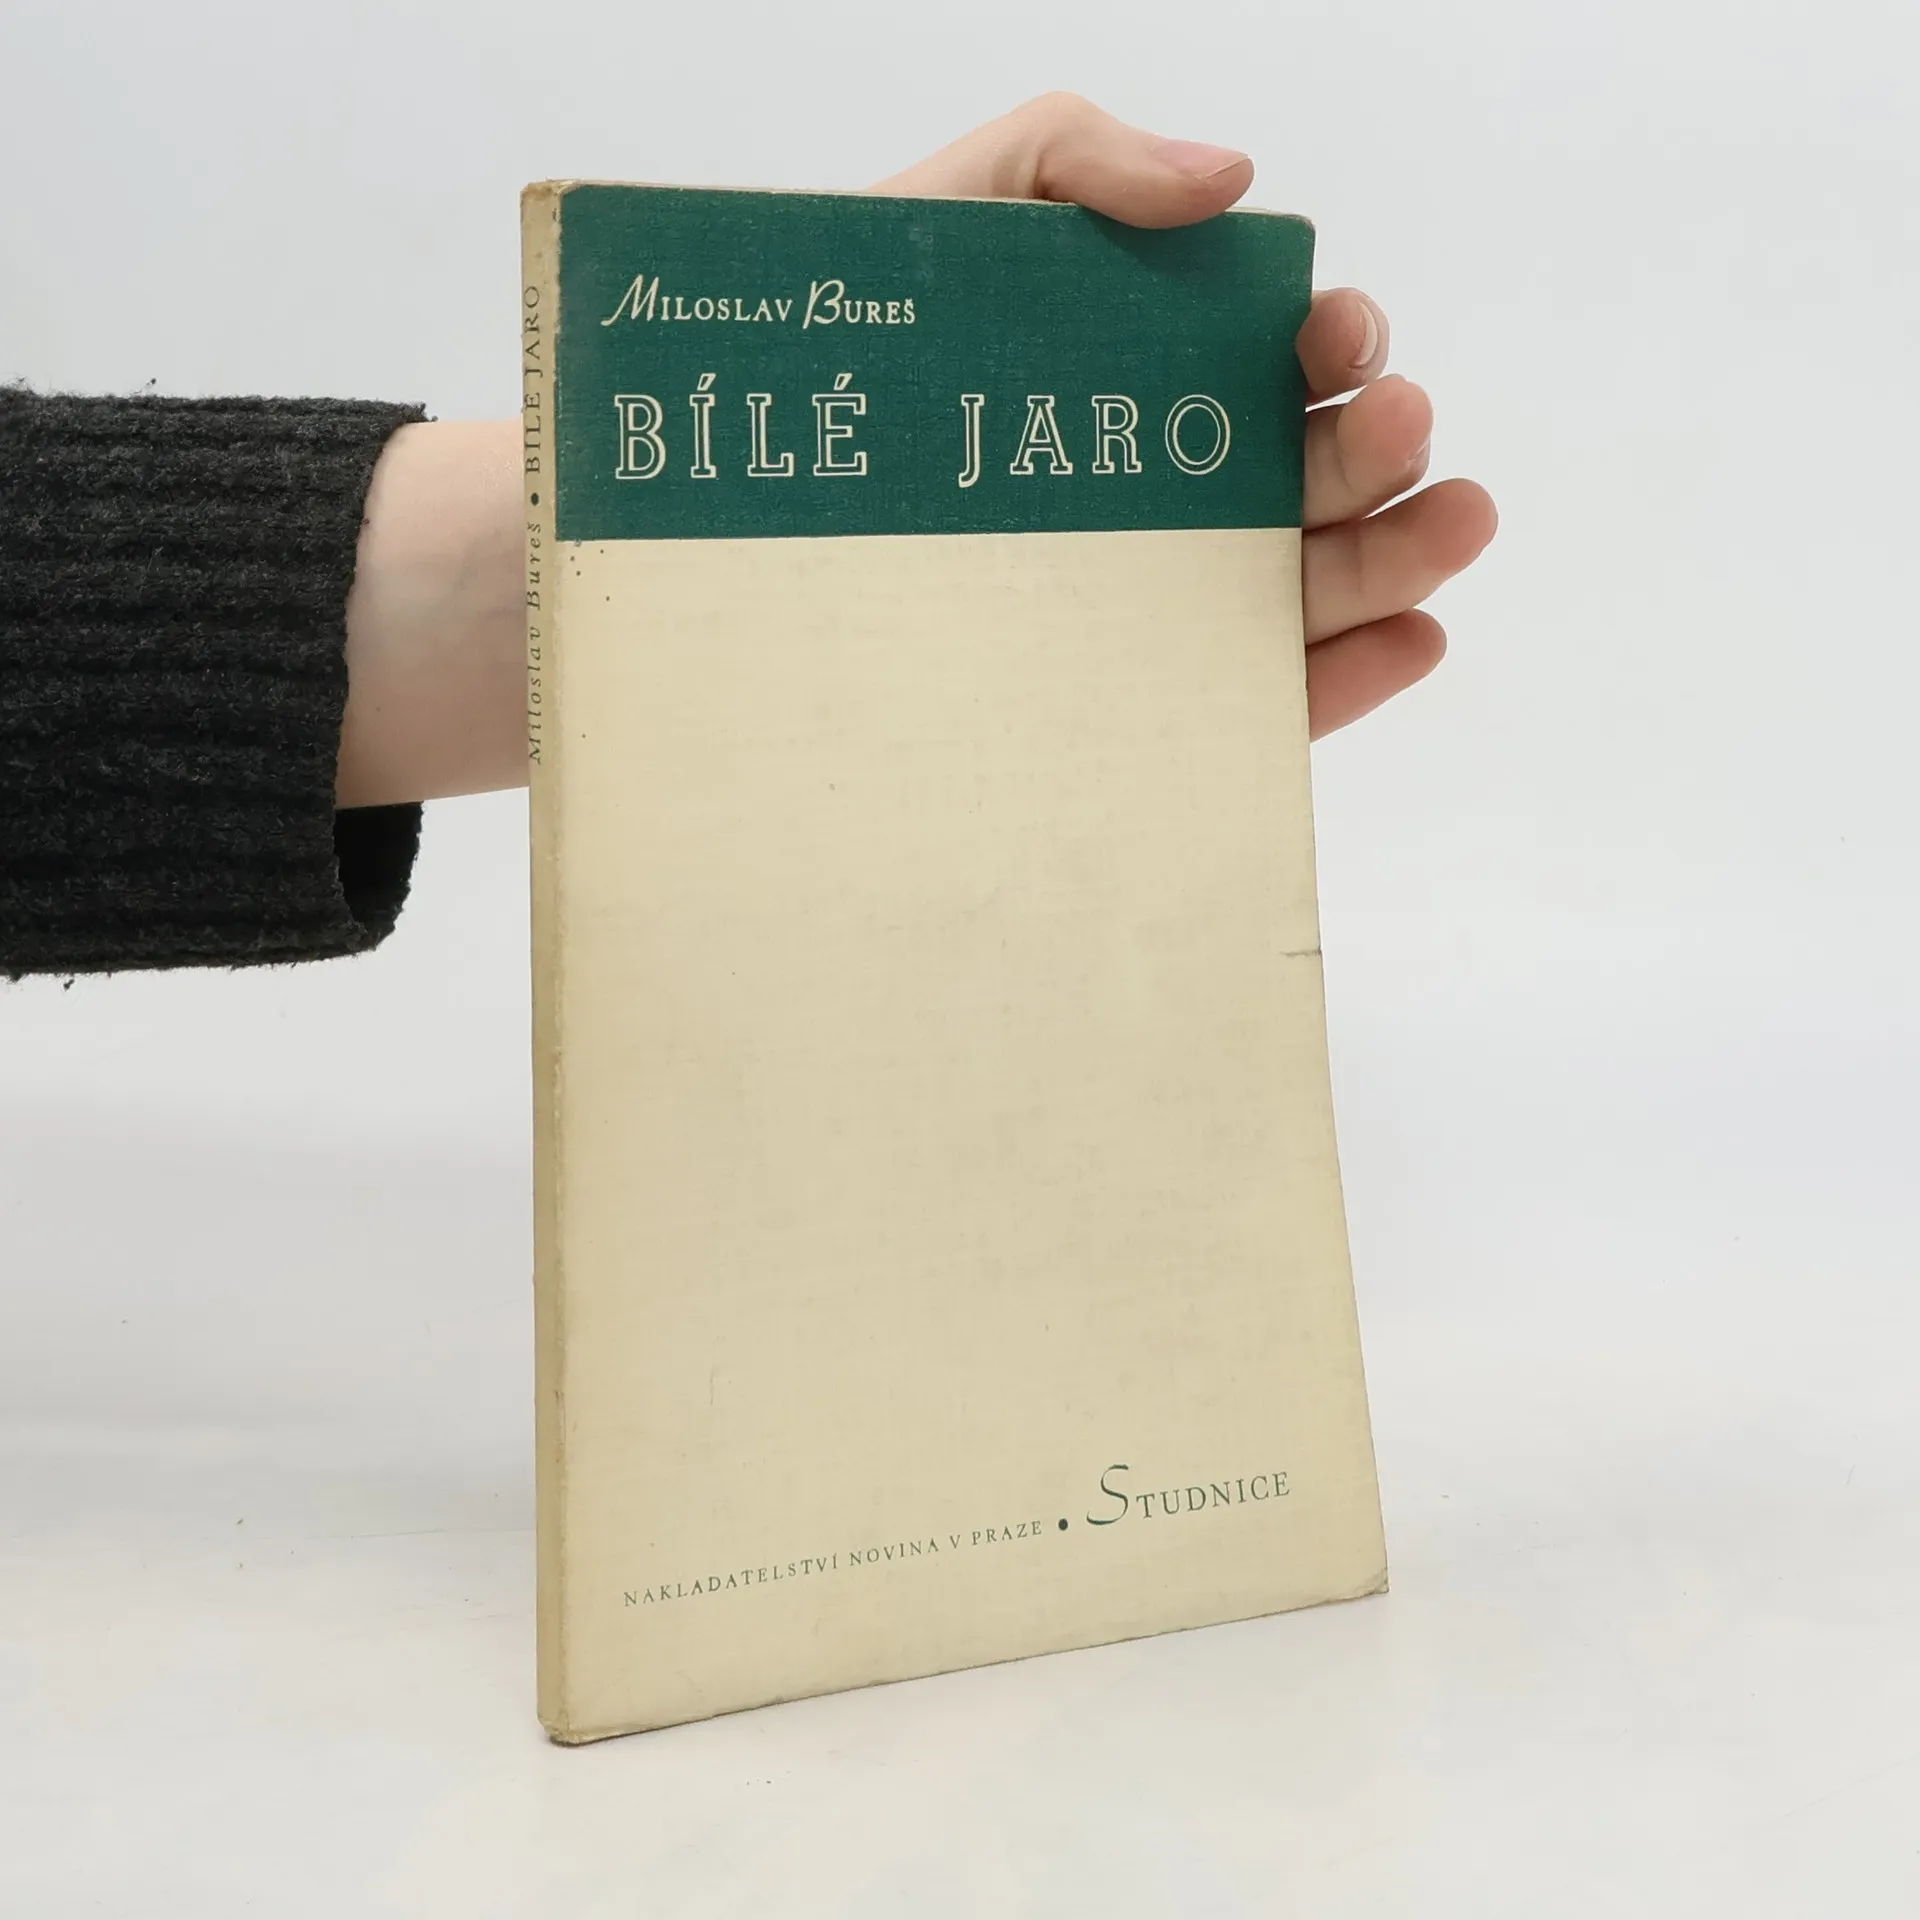 Miloslav Bureš • BÍLÉ JARO
MILOSLAV BUREŠ
BÍLÉ JARO
NAKLADATELSTVÍ NOVINA V PRAZE • STUDNICE